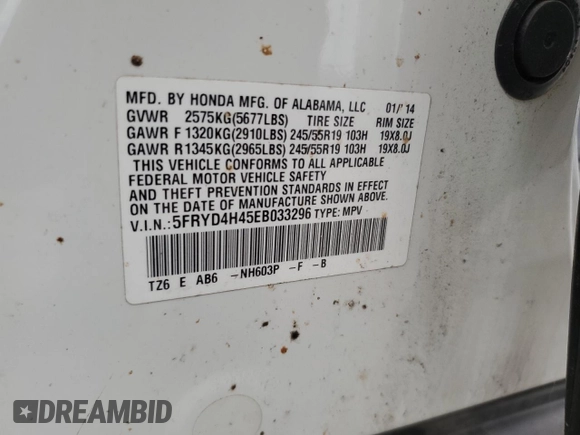 MFD. BY HONDA MFG. OF ALABAMA, LLC 01/14
GVWR 2575KG(5677LBS) TIRE SIZE RIM SIZE
GAWR F 1320KG(2910LBS) 245/55R19 103H 19X8.0J
GAWR R 1345KG(2965LBS) 245/55R19 103H 19X8.0J
THIS VEHICLE CONFORMS TO ALL APPLICABLE
FEDERAL MOTOR VEHICLE SAFETY
AND THEFT PREVENTION STANDARDS IN EFFECT
ON THE DATE OF MANUFACTURE SHOWN ABOVE.
V.I.N.: 5FRYD4H45EB033296 TYPE: MPV
TZ6 E AB6 -NH603P -F -B
DREAMBID